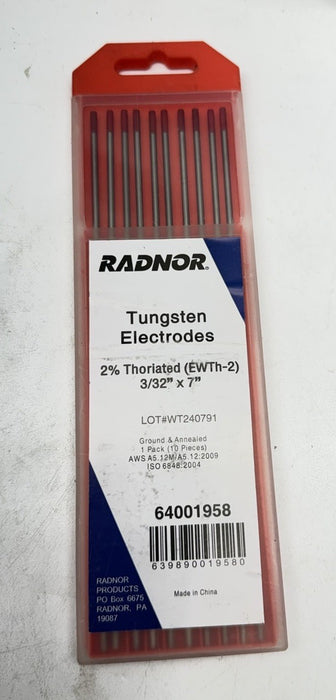 RADNOR®
Tungsten
Electrodes
2% Thoriated (EWTh-2)
3/32" x 7"
LOT#WT240791
Ground & Annealed
1 Pack (10 Pieces)
AWS A5.12M/A5.12:2009
ISO 6848:2004
64001958
639890019580
Made in China
RADNOR
PRODUCTS
PO Box 6675
RADNOR, PA
19087